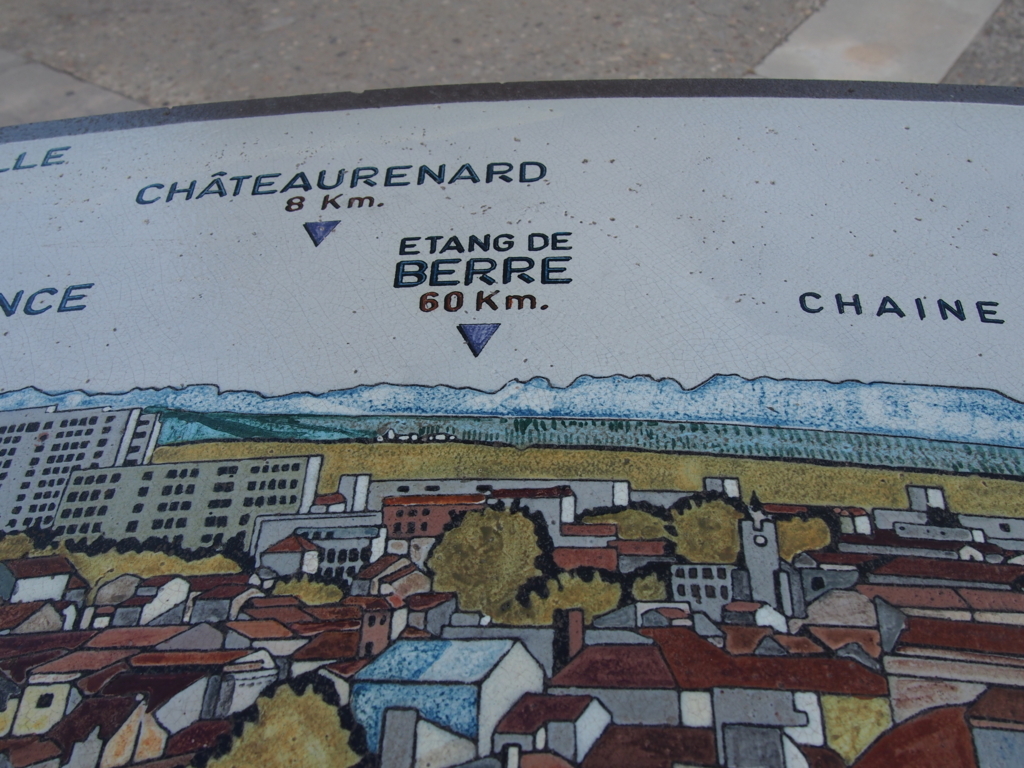 LLE
CHÂTEAURENARD
8 Km.
ETANG DE
BERRE
60 Km.
NCE
CHAINE